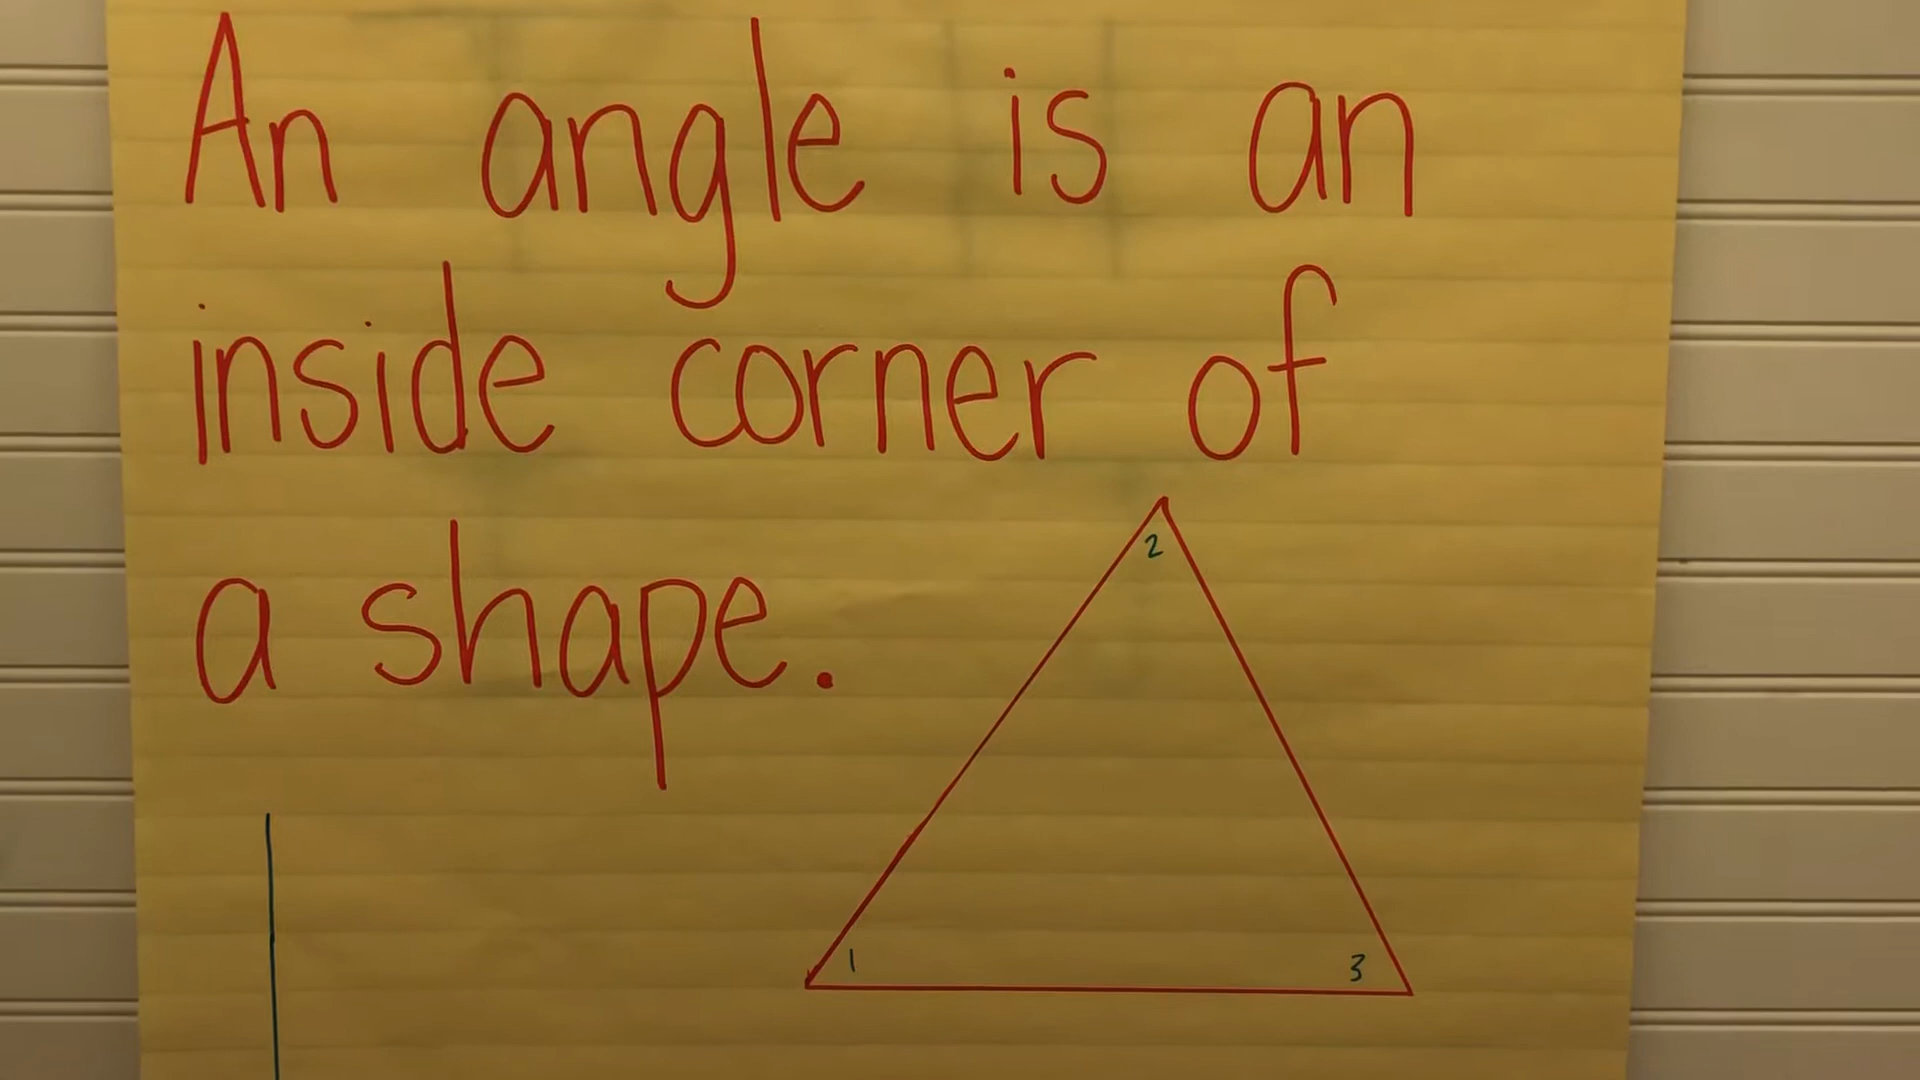 An angle is an
inside corner of
a shape.
2
1
3